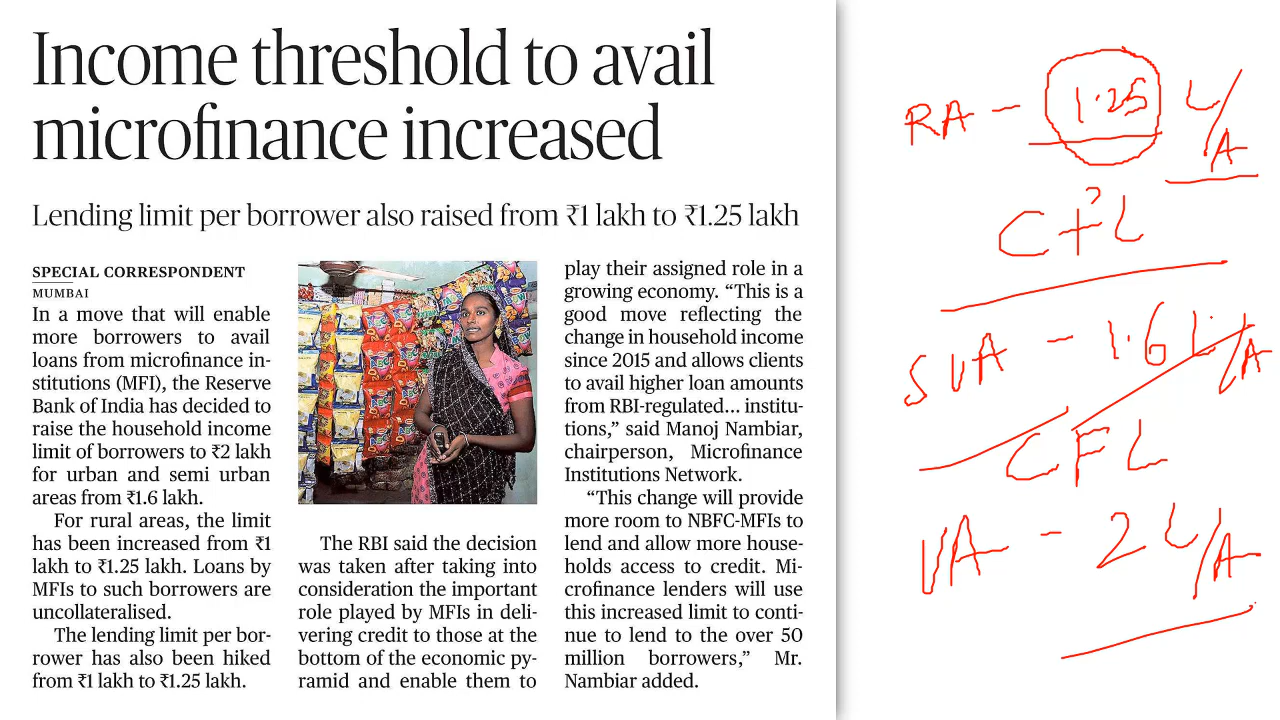 Income threshold to avail
microfinance increased
Lending limit per borrower also raised from ₹1 lakh to ₹1.25 lakh
SPECIAL CORRESPONDENT
MUMBAI
In a move that will enable
more borrowers to avail
loans from microfinance in-
stitutions (MFI), the Reserve
Bank of India has decided to
raise the household income
limit of borrowers to ₹2 lakh
for urban and semi urban
areas from ₹1.6 lakh.
For rural areas, the limit
has been increased from ₹1
lakh to ₹1.25 lakh. Loans by
MFIs to such borrowers are
uncollateralised.
The lending limit per bor-
rower has also been hiked
from ₹1 lakh to ₹1.25 lakh.
The RBI said the decision
was taken after taking into
consideration the important
role played by MFIs in deli-
vering credit to those at the
bottom of the economic py-
ramid and enable them to
play their assigned role in a
growing economy. “This is a
good move reflecting the
change in household income
since 2015 and allows clients
to avail higher loan amounts
from RBI-regulated... institu-
tions,” said Manoj Nambiar,
chairperson, Microfinance
Institutions Network.
“This change will provide
more room to NBFC-MFIs to
lend and allow more house-
holds access to credit. Mi-
crofinance lenders will use
this increased limit to conti-
nue to lend to the over 50
million borrowers,” Mr.
Nambiar added.
RA - 1.25 L/A
CFL
SUA - 1.6 L/A
CFL
UA - 2 L/A